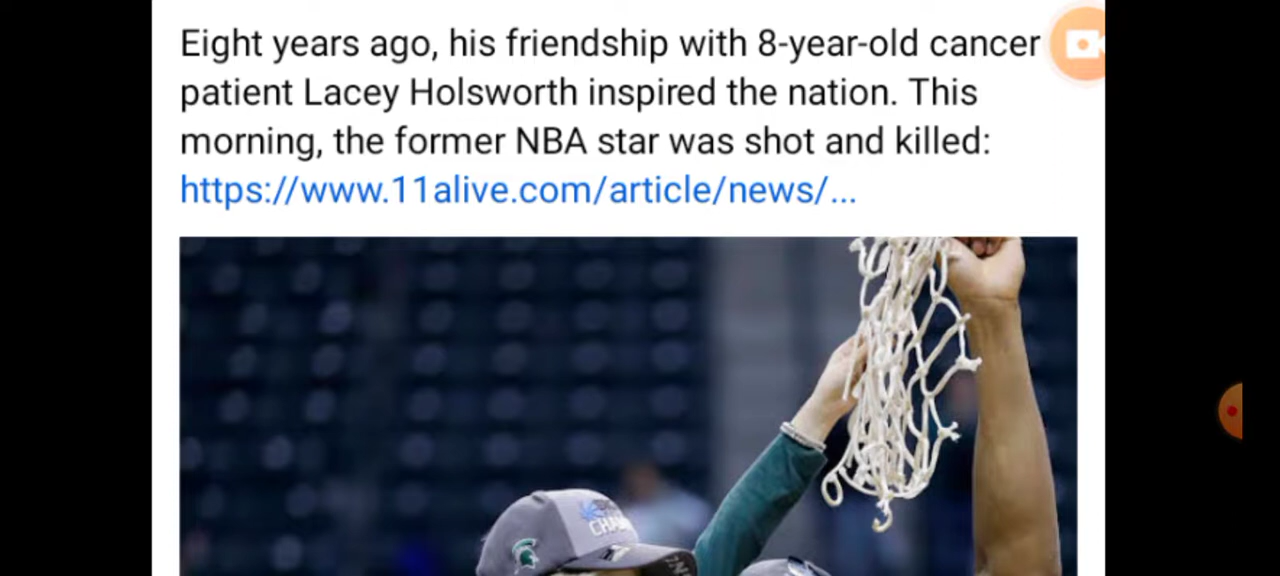 Eight years ago, his friendship with 8-year-old cancer
patient Lacey Holsworth inspired the nation. This
morning, the former NBA star was shot and killed:
https://www.11alive.com/article/news/...